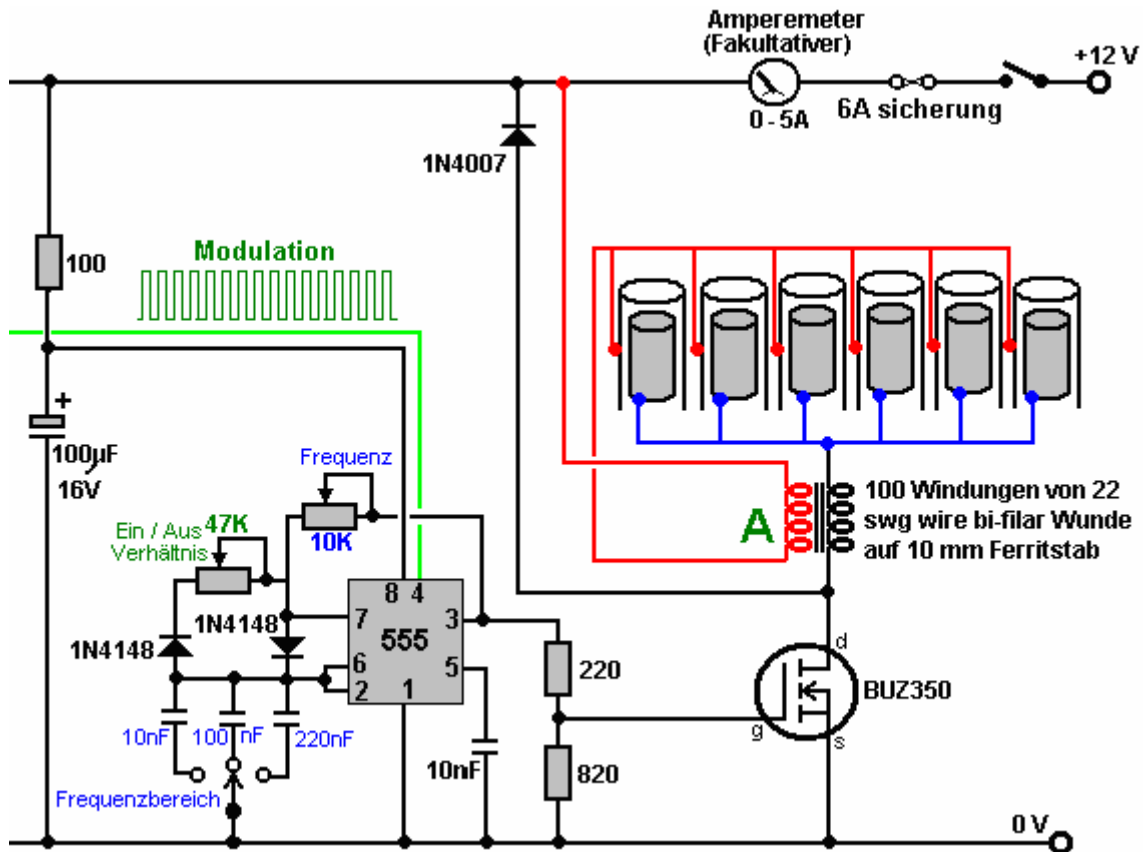 Amperemeter
(Fakultativer)
+12 V
0 - 5A
6A sicherung
1N4007
100
Modulation
+
100µF
16V
Frequenz
Ein / Aus 47K
Verhältnis
10K
A
100 Windungen von 22
swg wire bi-filar Wunde
auf 10 mm Ferritstab
8 4
1N4148
7
3
555
1N4148
6
5
2
1
220
d
BUZ350
g
s
10nF
100 nF
220nF
10nF
820
Frequenzbereich
0 V